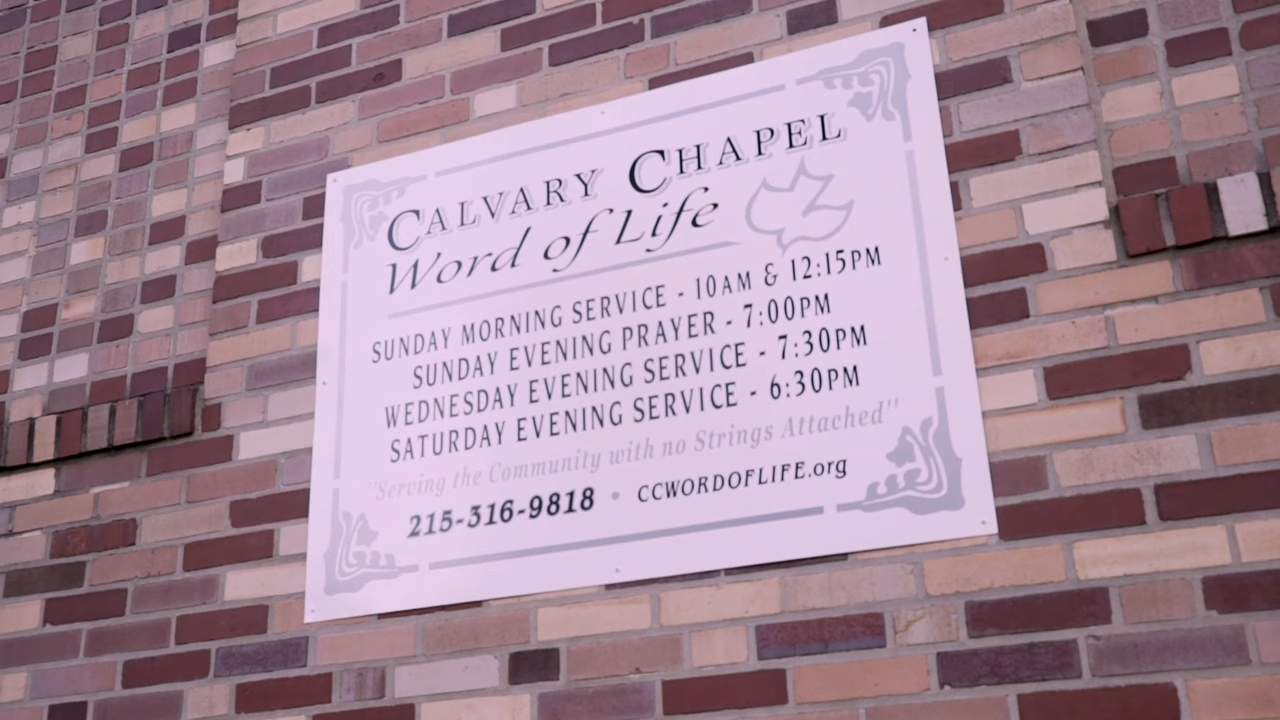 CALVARY CHAPEL
Word of Life
SUNDAY MORNING SERVICE - 10AM & 12:15PM
SUNDAY EVENING PRAYER - 7:00PM
WEDNESDAY EVENING SERVICE - 7:30PM
SATURDAY EVENING SERVICE - 6:30PM
"Serving the Community with no Strings Attached"
215-316-9818 • CCWORDOFLIFE.org